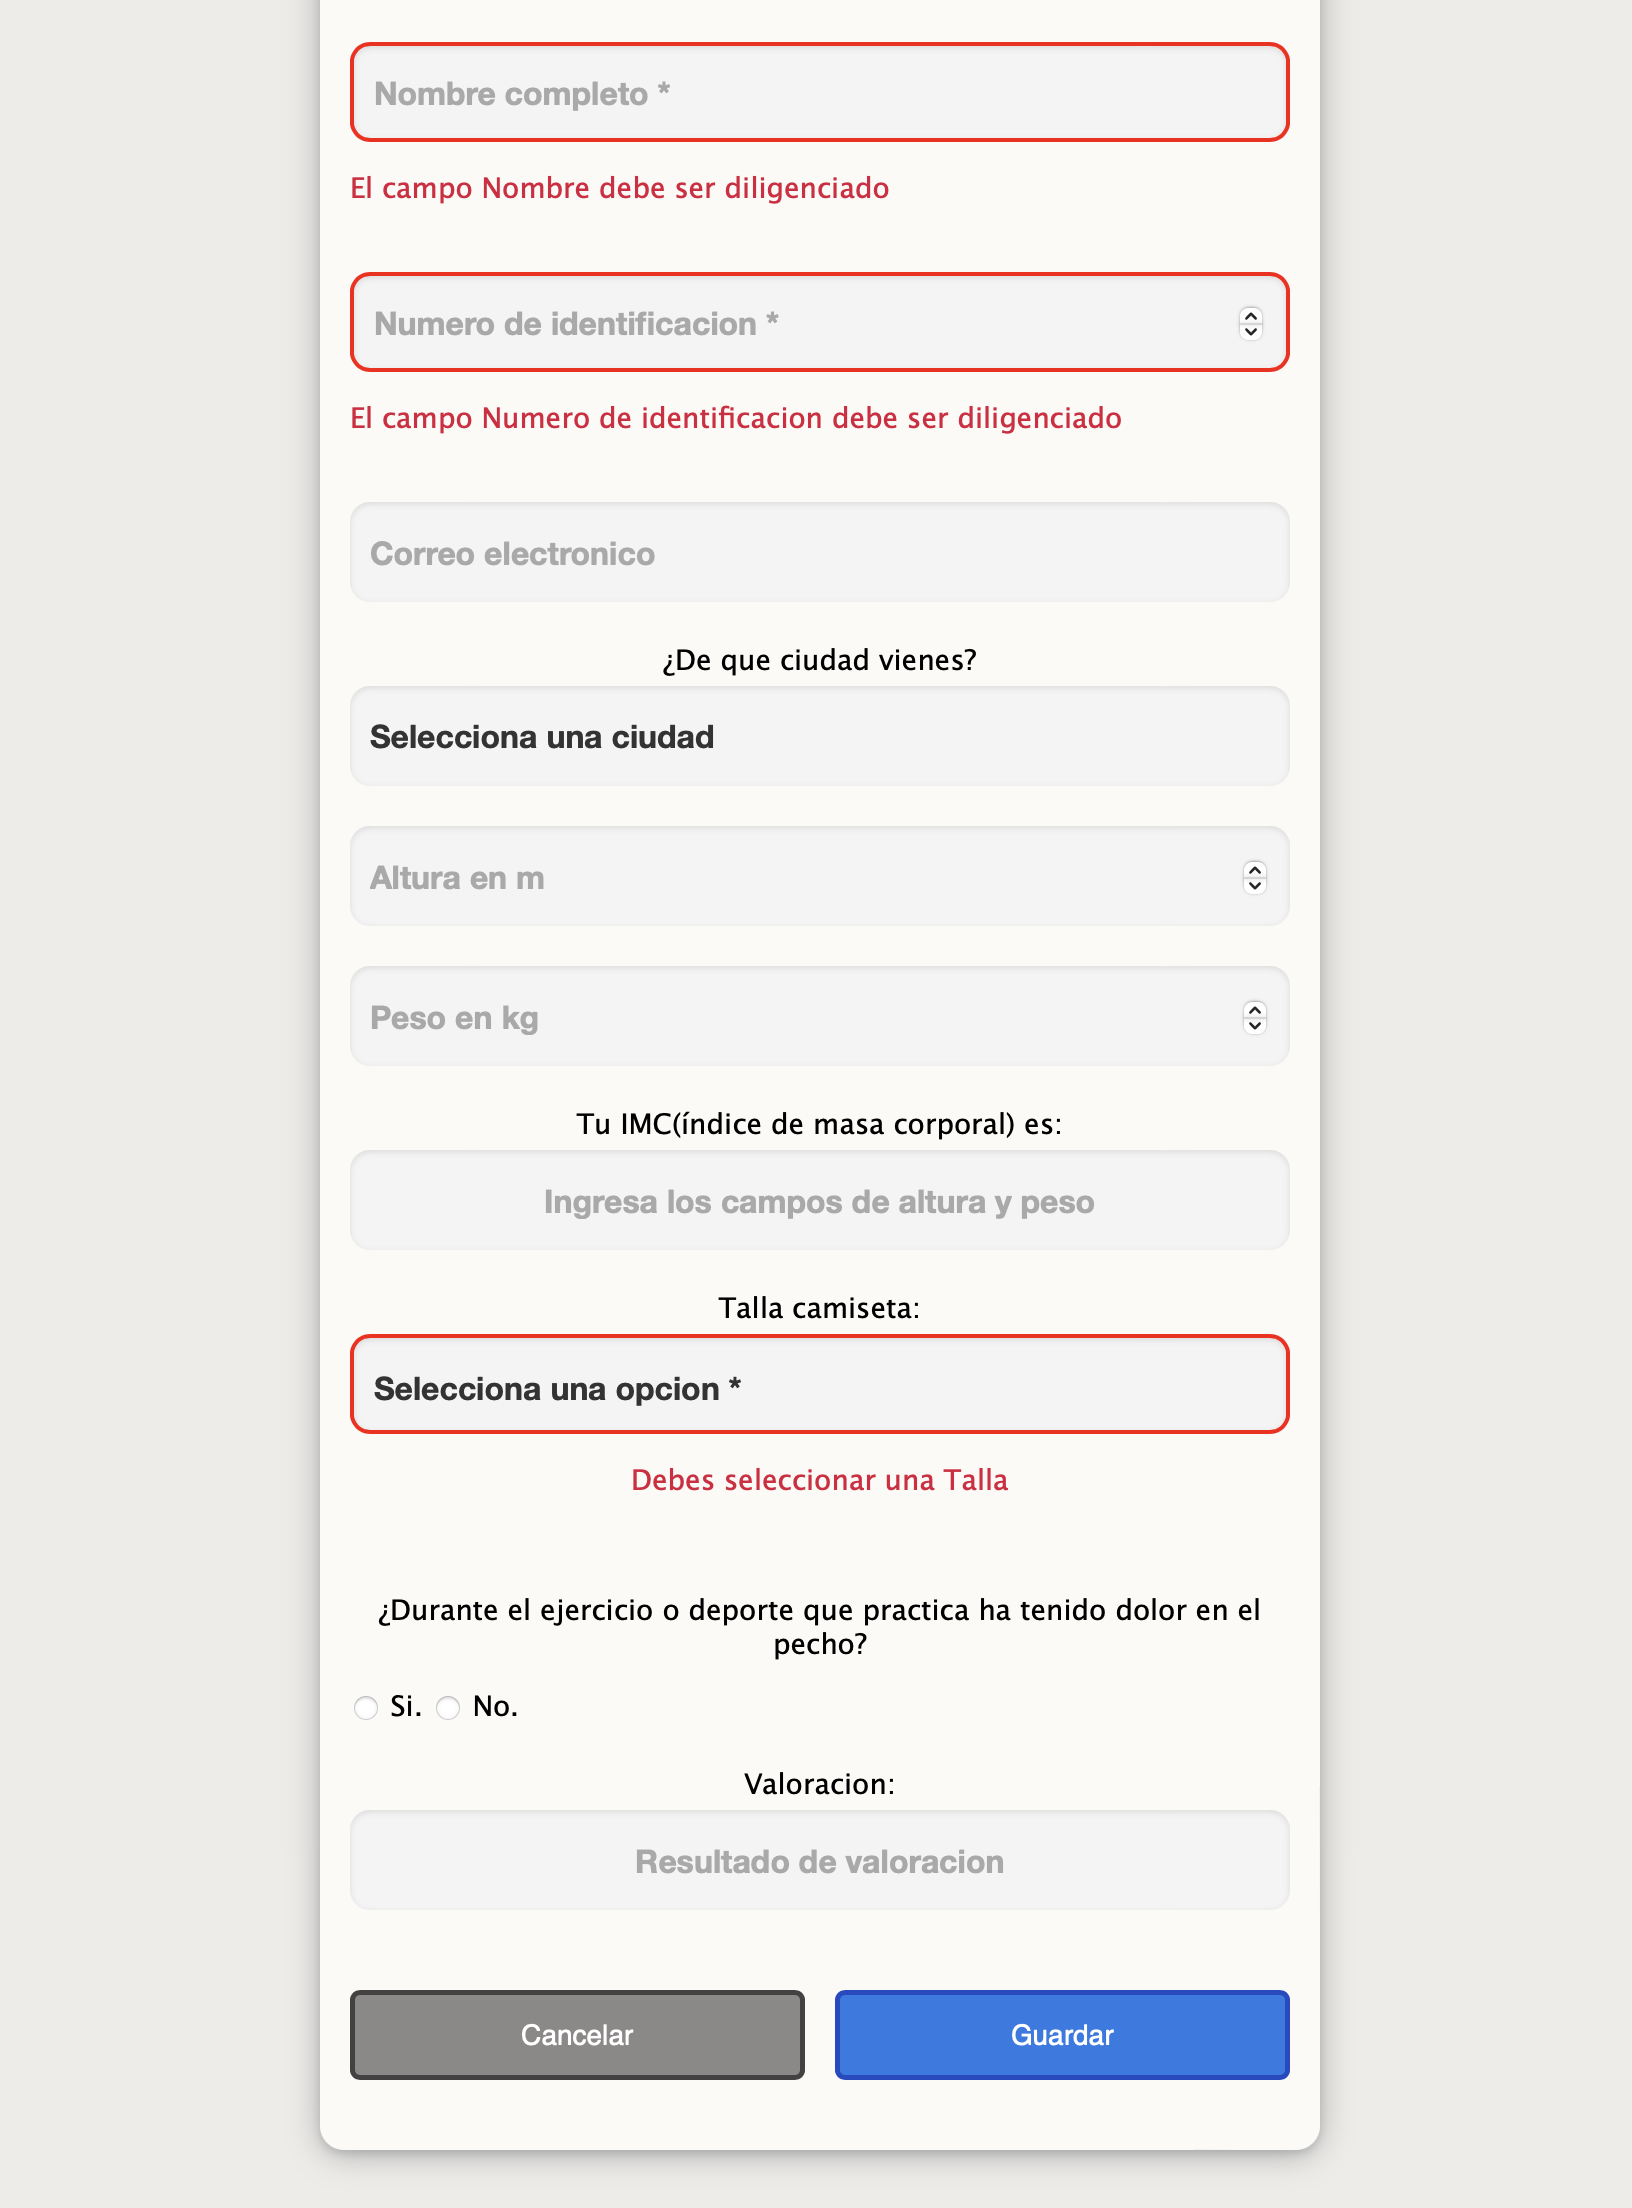 Nombre completo *
El campo Nombre debe ser diligenciado
Numero de identificacion *
El campo Numero de identificacion debe ser diligenciado
Correo electronico
¿De que ciudad vienes?
Selecciona una ciudad
Altura en m
Peso en kg
Tu IMC(índice de masa corporal) es:
Ingresa los campos de altura y peso
Talla camiseta:
Selecciona una opcion *
Debes seleccionar una Talla
¿Durante el ejercicio o deporte que practica ha tenido dolor en el
pecho?
Si. No.
Valoracion:
Resultado de valoracion
Cancelar Guardar